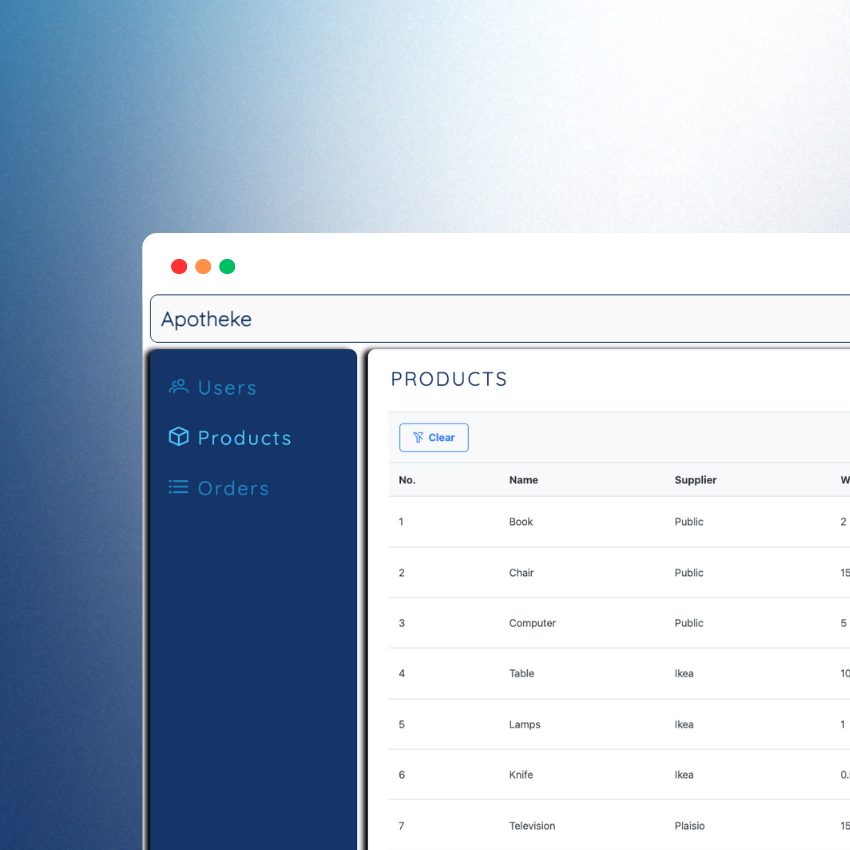 Apotheke
Users
Products
Orders
PRODUCTS
Clear
No. Name Supplier W
1 Book Public 2
2 Chair Public 15
3 Computer Public 5
4 Table Ikea 10
5 Lamps Ikea 1
6 Knife Ikea 0.
7 Television Plaisio 15